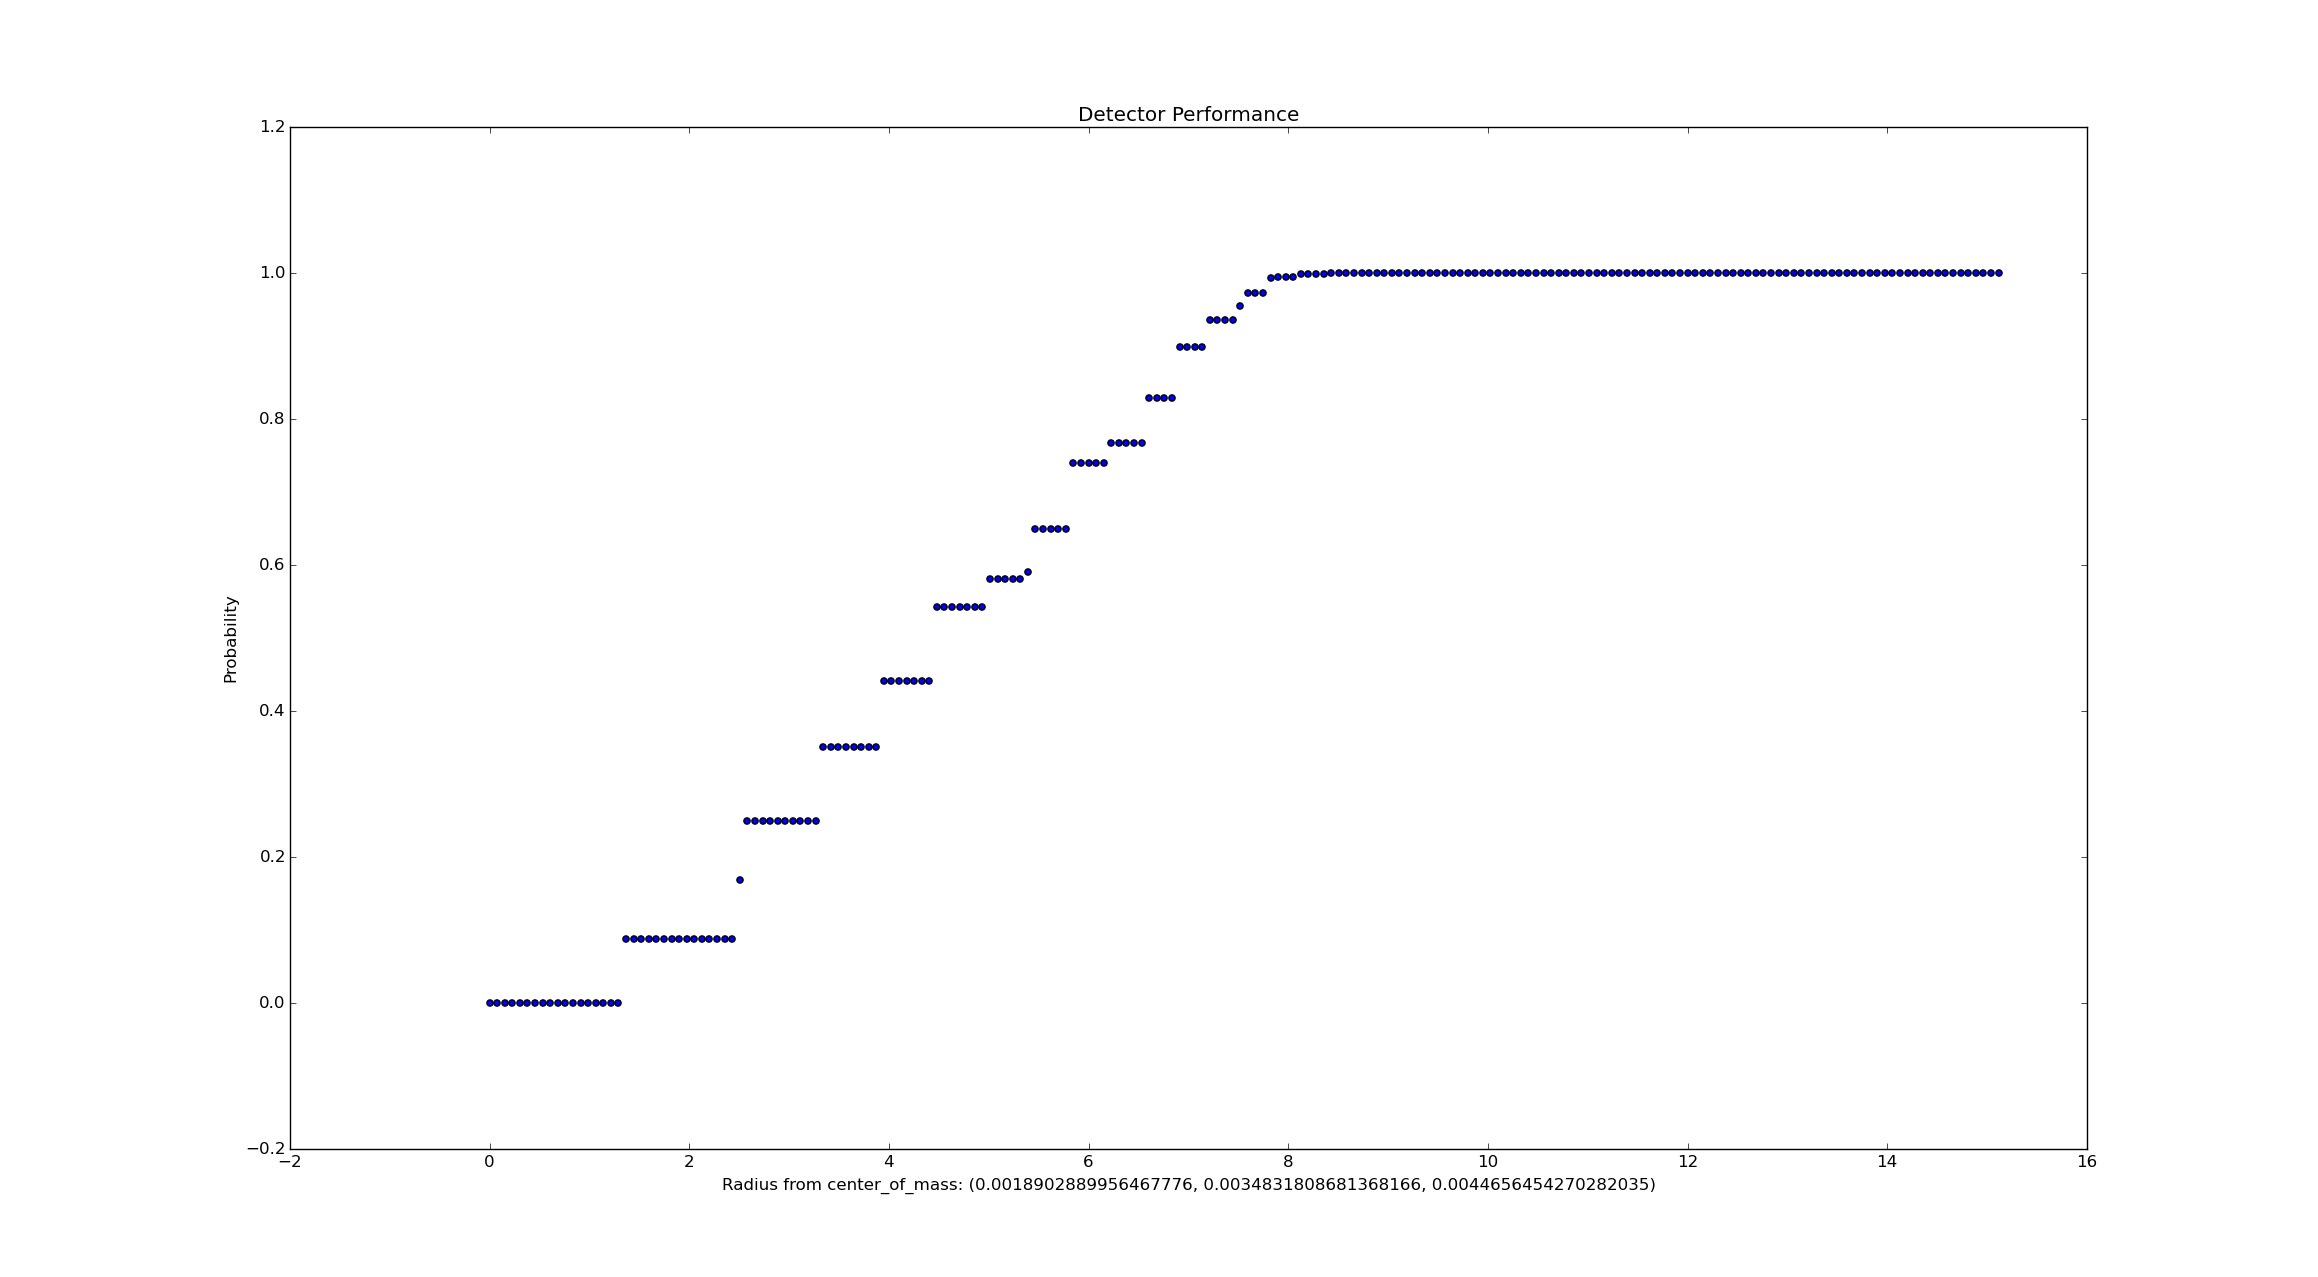 Detector Performance
1.2
1.0
0.8
0.6
0.4
0.2
0.0
−0.2
Probability
−2 0 2 4 6 8 10 12 14 16
Radius from center_of_mass: (0.0018902889956467776, 0.0034831808681368166, 0.0044656454270282035)